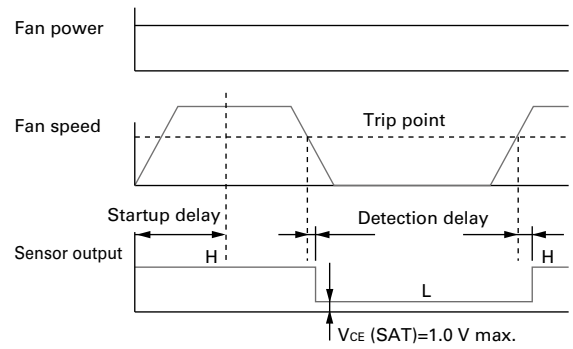 Fan power
Fan speed
Trip point
Startup delay
Detection delay
Sensor output
H
H
L
VCE (SAT)=1.0 V max.